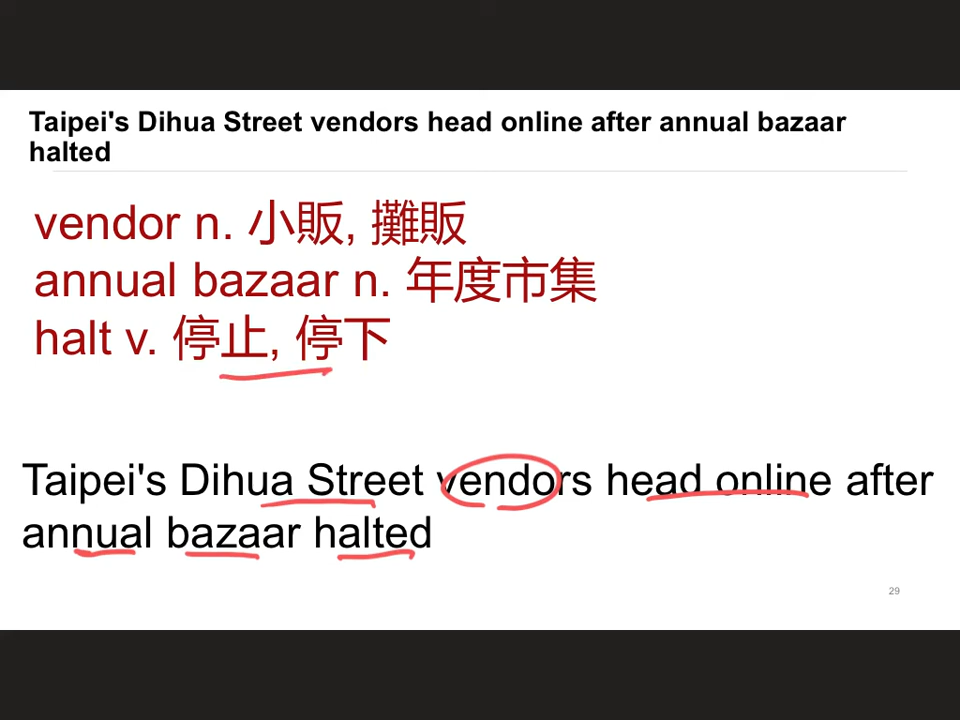 Taipei's Dihua Street vendors head online after annual bazaar
halted
vendor n. 小販, 攤販
annual bazaar n. 年度市集
halt v. 停止, 停下
Taipei's Dihua Street vendors head online after
annual bazaar halted
29